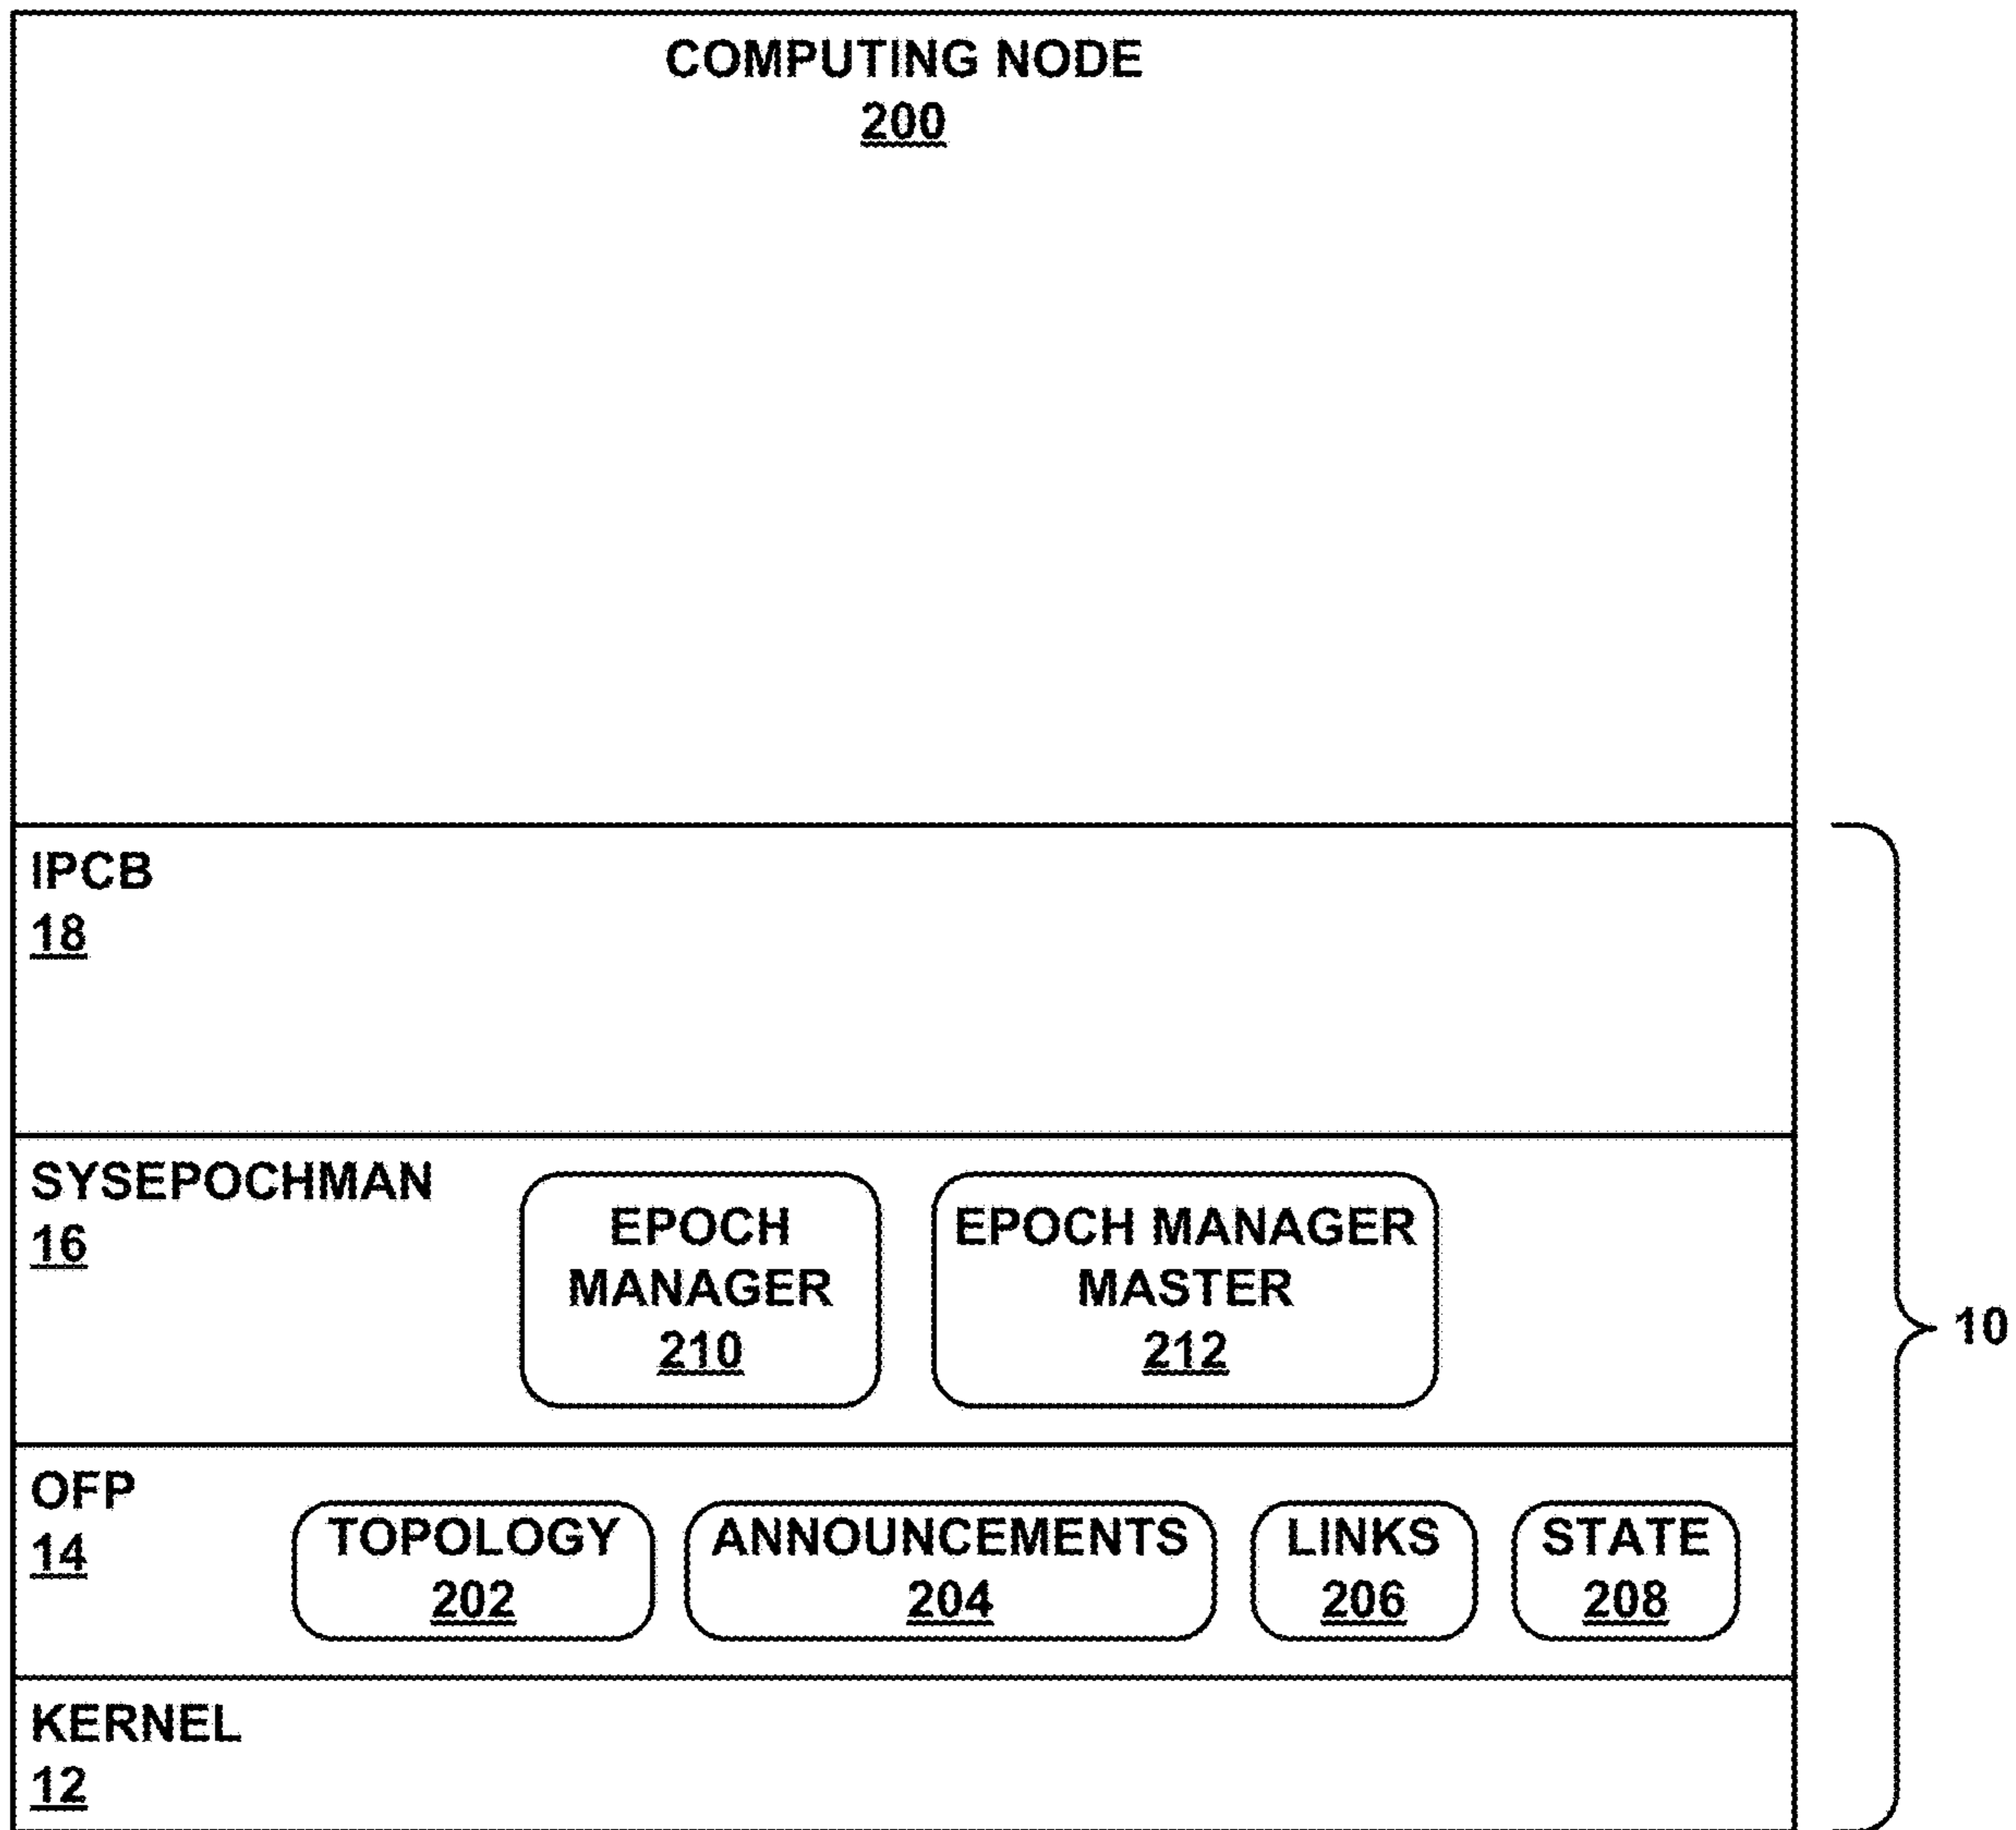 COMPUTING NODE
200
IPCB
18
SYSEPOCHMAN
16
EPOCH
MANAGER
210
EPOCH MANAGER
MASTER
212
10
OFP
14
TOPOLOGY
202
ANNOUNCEMENTS
204
LINKS
206
STATE
208
KERNEL
12